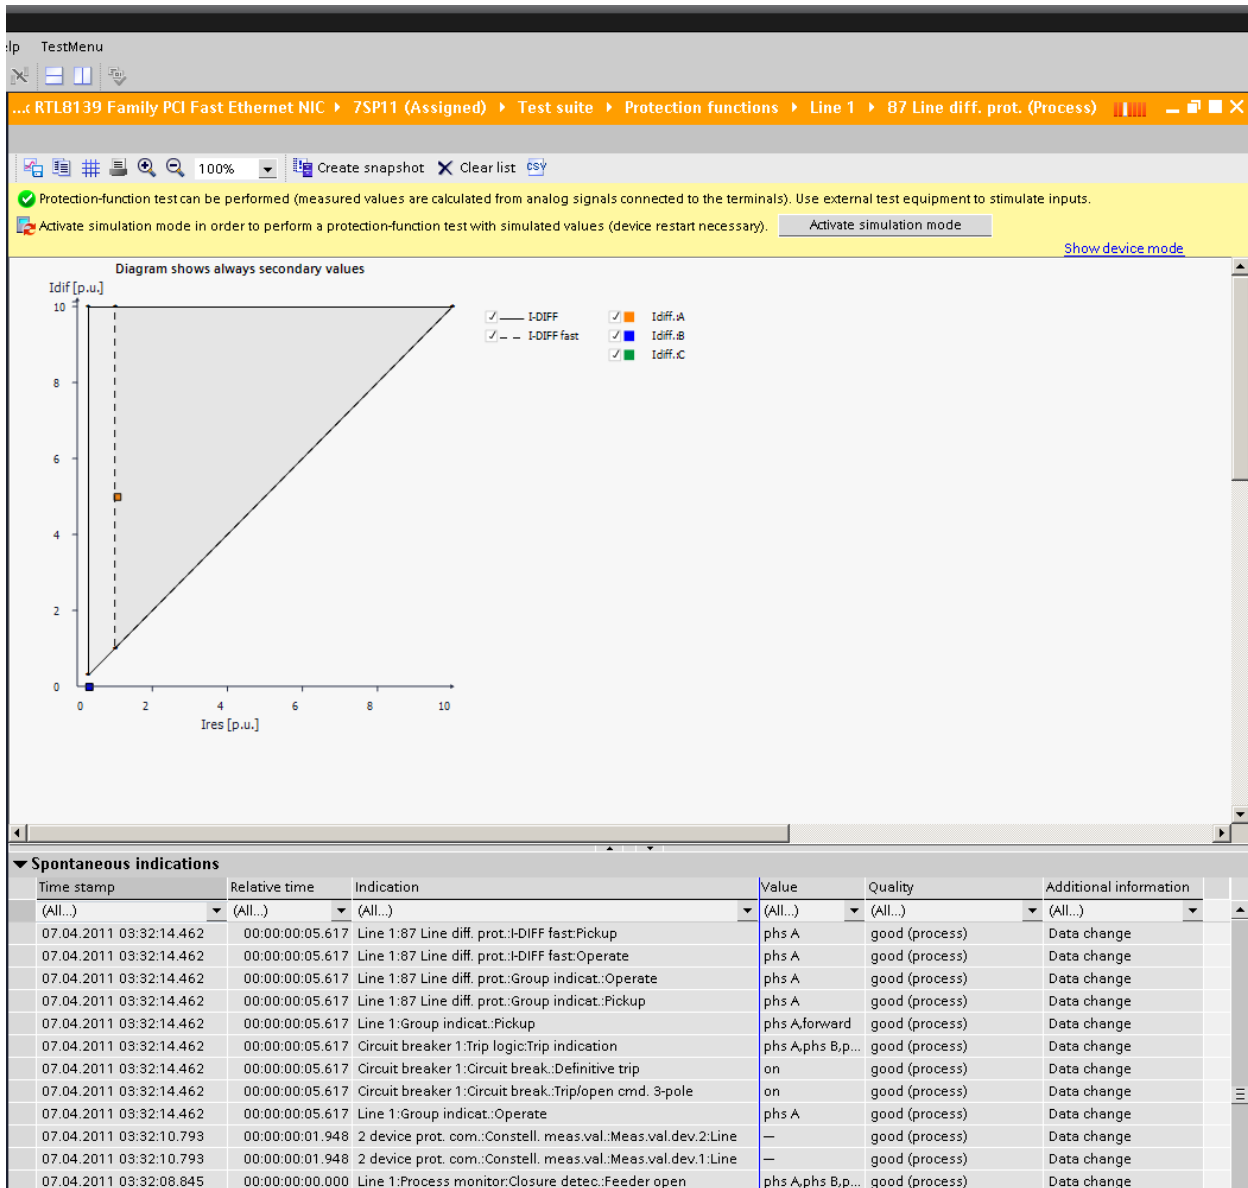 elp TestMenu
...c RTL8139 Family PCI Fast Ethernet NIC 7SP11 (Assigned) Test suite Protection functions Line 1 87 Line diff. prot. (Process)
100% Create snapshot Clear list CSV
Protection-function test can be performed (measured values are calculated from analog signals connected to the terminals). Use external test equipment to stimulate inputs.
Activate simulation mode in order to perform a protection-function test with simulated values (device restart necessary). Activate simulation mode
Show device mode
Diagram shows always secondary values
Idif [p.u.]
10
I-DIFF Idiff.:A
I-DIFF fast Idiff.:B
Idiff.:C
8
6
4
2
0
0 2 4 6 8 10
Ires [p.u.]
Spontaneous indications
Time stamp Relative time Indication Value Quality Additional information
(All...) (All...) (All...) (All...) (All...) (All...)
07.04.2011 03:32:14.462 00:00:00:05.617 Line 1:87 Line diff. prot.:I-DIFF fast:Pickup phs A good (process) Data change
07.04.2011 03:32:14.462 00:00:00:05.617 Line 1:87 Line diff. prot.:I-DIFF fast:Operate phs A good (process) Data change
07.04.2011 03:32:14.462 00:00:00:05.617 Line 1:87 Line diff. prot.:Group indicat.:Operate phs A good (process) Data change
07.04.2011 03:32:14.462 00:00:00:05.617 Line 1:87 Line diff. prot.:Group indicat.:Pickup phs A good (process) Data change
07.04.2011 03:32:14.462 00:00:00:05.617 Line 1:Group indicat.:Pickup phs A,forward good (process) Data change
07.04.2011 03:32:14.462 00:00:00:05.617 Circuit breaker 1:Trip logic:Trip indication phs A,phs B,p... good (process) Data change
07.04.2011 03:32:14.462 00:00:00:05.617 Circuit breaker 1:Circuit break.:Definitive trip on good (process) Data change
07.04.2011 03:32:14.462 00:00:00:05.617 Circuit breaker 1:Circuit break.:Trip/open cmd. 3-pole on good (process) Data change
07.04.2011 03:32:14.462 00:00:00:05.617 Line 1:Group indicat.:Operate phs A good (process) Data change
07.04.2011 03:32:10.793 00:00:00:01.948 2 device prot. com.:Constell. meas.val.:Meas.val.dev.2:Line — good (process) Data change
07.04.2011 03:32:10.793 00:00:00:01.948 2 device prot. com.:Constell. meas.val.:Meas.val.dev.1:Line — good (process) Data change
07.04.2011 03:32:08.845 00:00:00:00.000 Line 1:Process monitor:Closure detec.:Feeder open phs A,phs B,p... good (process) Data change